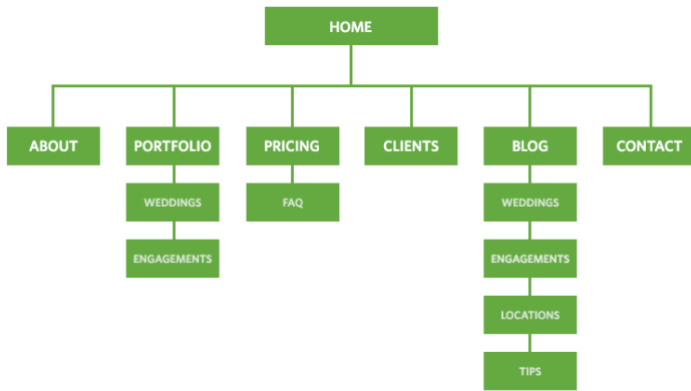 HOME
ABOUT
PORTFOLIO
PRICING
CLIENTS
BLOG
CONTACT
WEDDINGS
FAQ
WEDDINGS
ENGAGEMENTS
ENGAGEMENTS
LOCATIONS
TIPS